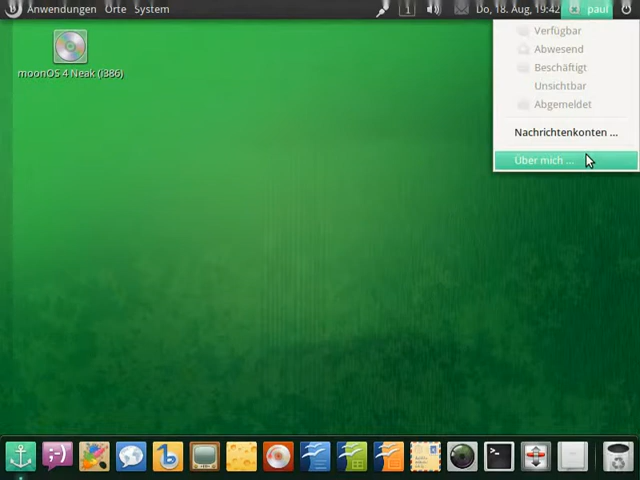 Anwendungen Orte System
1
Do, 18. Aug, 19:42
paul
Verfügbar
Abwesend
Beschäftigt
Unsichtbar
Abgemeldet
Nachrichtenkonten ...
Über mich ...
moonOS 4 Neak (i386)